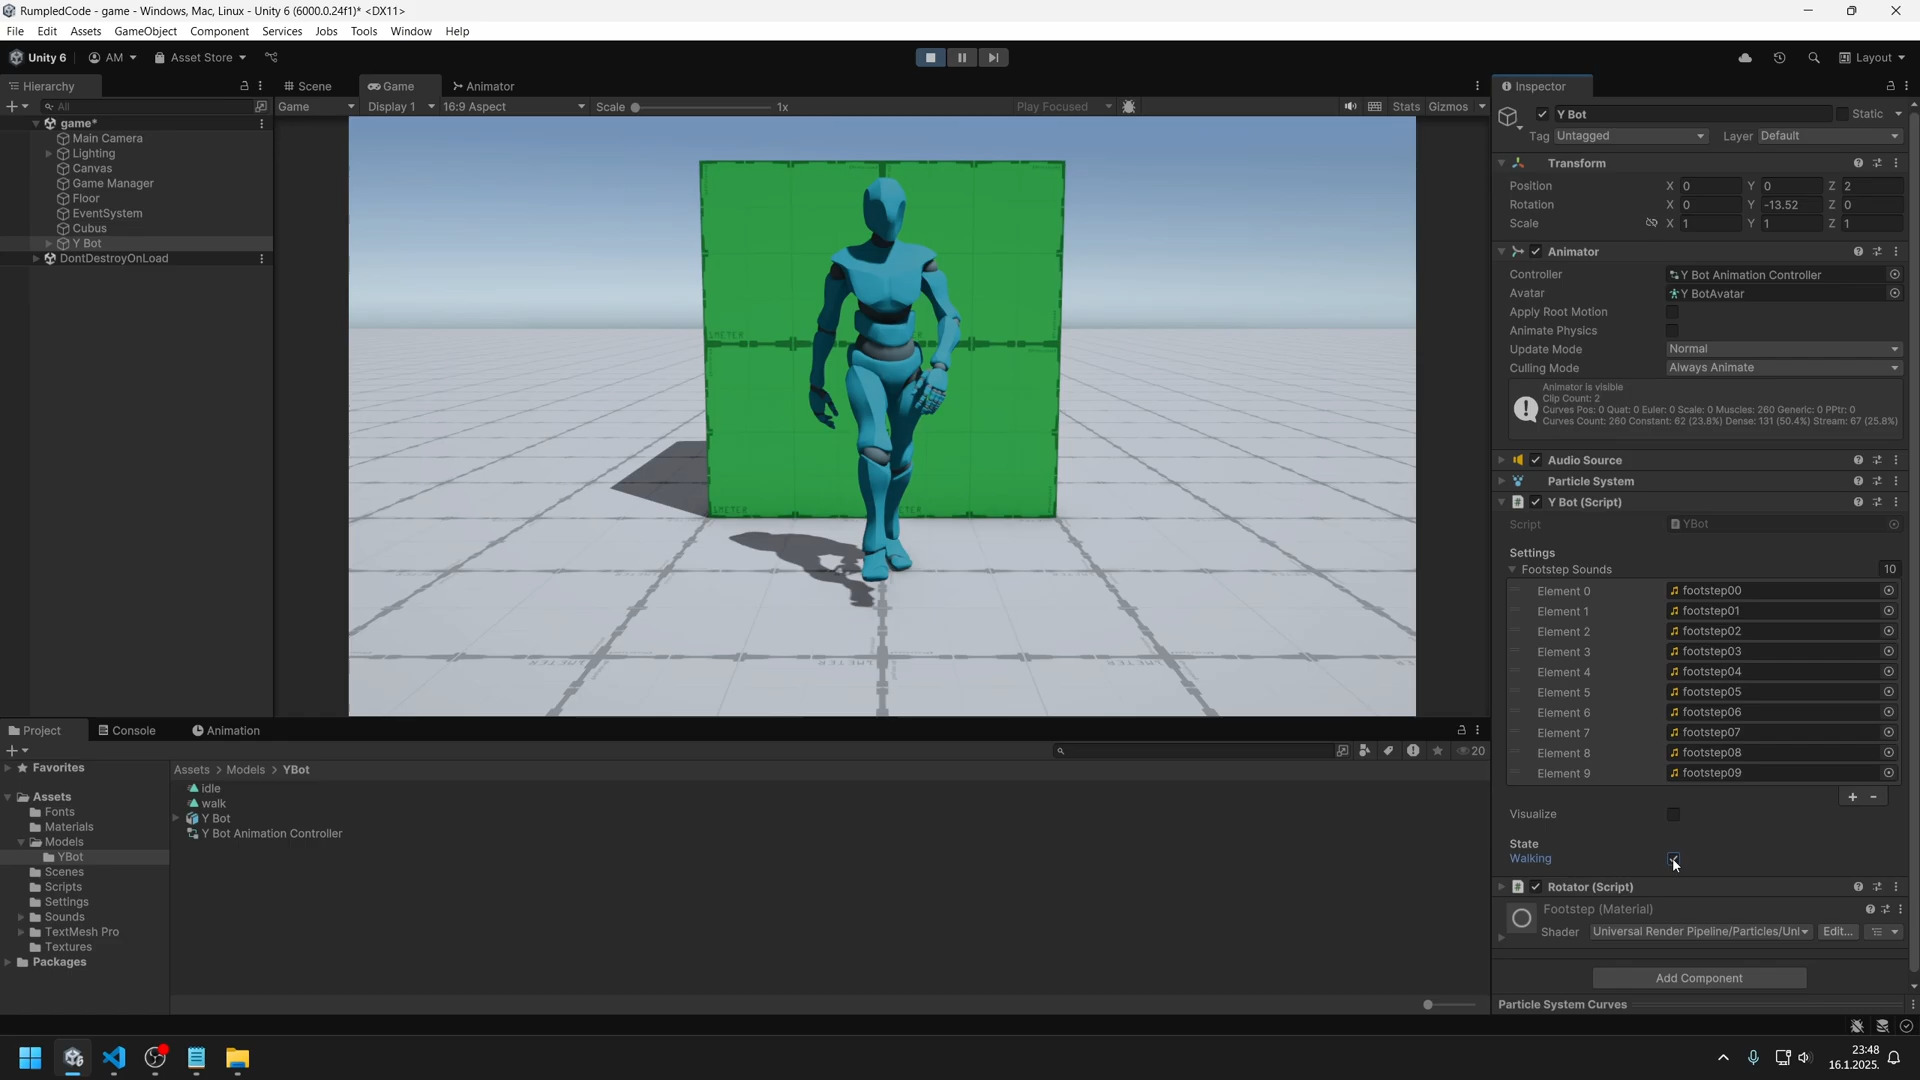 RumpledCode - game - Windows, Mac, Linux - Unity 6 (6000.0.24f1)* <DX11>
File Edit Assets GameObject Component Services Jobs Tools Window Help
Unity 6 AM Asset Store Layout
Hierarchy
All
game*
Main Camera
Lighting
Canvas
Game Manager
Floor
EventSystem
Cubus
Y Bot
DontDestroyOnLoad
Scene Game Animator
Game Display 1 16:9 Aspect Scale 1x Play Focused Stats Gizmos
Inspector
Y Bot Static
Tag Untagged Layer Default
Transform
Position X 0 Y 0 Z 2
Rotation X 0 Y -13.52 Z 0
Scale X 1 Y 1 Z 1
Animator
Controller Y Bot Animation Controller
Avatar Y BotAvatar
Apply Root Motion
Animate Physics
Update Mode Normal
Culling Mode Always Animate
Animator is visible
Clip Count: 2
Curves Pos: 0 Quat: 0 Euler: 0 Scale: 0 Muscles: 260 Generic: 0 PPtr: 0
Curves Count: 260 Constant: 62 (23.8%) Dense: 131 (50.4%) Stream: 67 (25.8%)
Audio Source
Particle System
Y Bot (Script)
Script YBot
Settings
Footstep Sounds 10
Element 0 footstep00
Element 1 footstep01
Element 2 footstep02
Element 3 footstep03
Element 4 footstep04
Element 5 footstep05
Element 6 footstep06
Element 7 footstep07
Element 8 footstep08
Element 9 footstep09
Visualize
State
Walking
Rotator (Script)
Footstep (Material)
Shader Universal Render Pipeline/Particles/Unl Edit...
Add Component
Particle System Curves
Project Console Animation
20
Favorites
Assets
Fonts
Materials
Models
YBot
Scenes
Scripts
Settings
Sounds
TextMesh Pro
Textures
Packages
Assets > Models > YBot
idle
walk
Y Bot
Y Bot Animation Controller
23:48
16.1.2025.